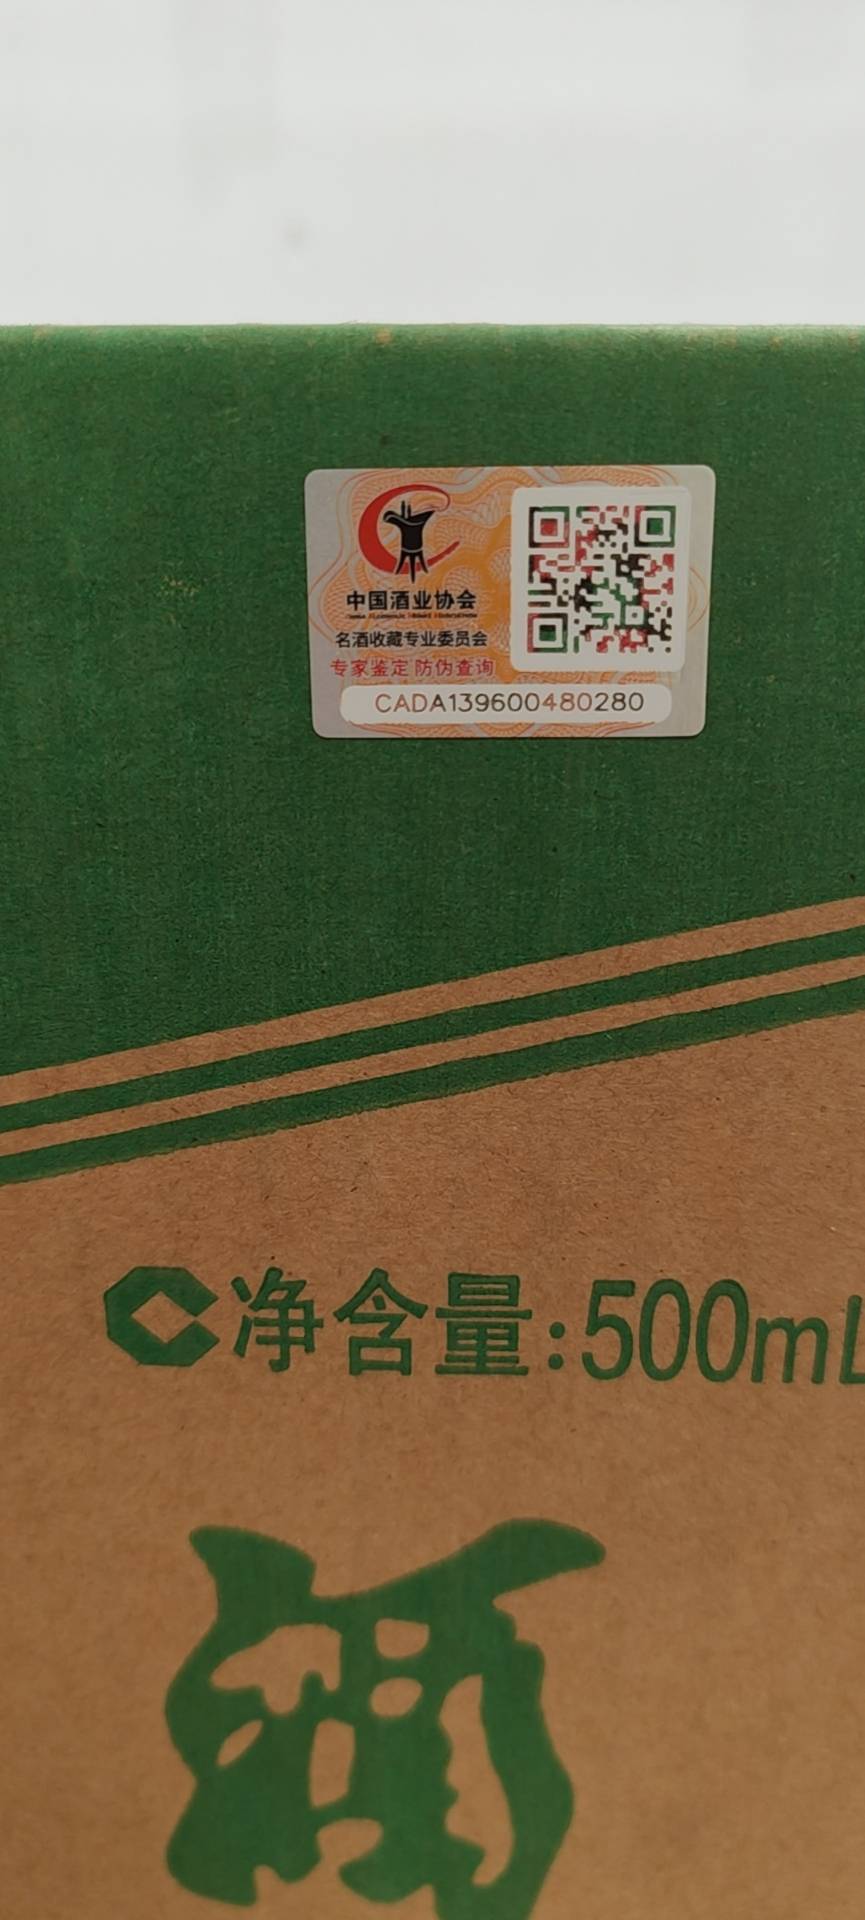 中国酒业协会
名酒收藏专业委员会
专家鉴定 防伪查询
CADA139600480280
净含量:500mL
酒